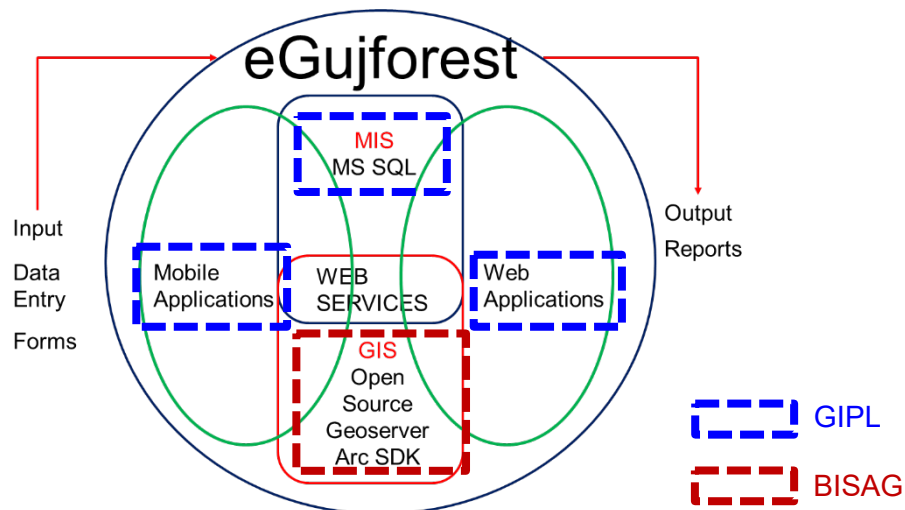 eGujforest
MIS
MS SQL
Input
Data
Entry
Forms
Mobile
Applications
WEB
SERVICES
Web
Applications
Output
Reports
GIS
Open
Source
Geoserver
Arc SDK
GIPL
BISAG